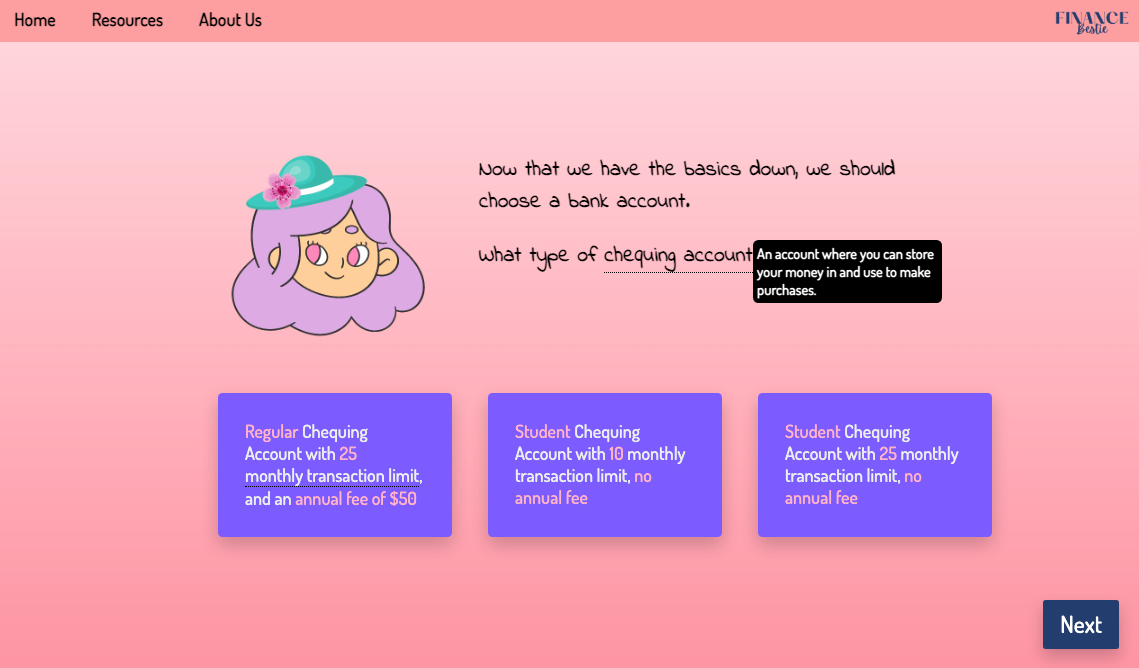 Home Resources About Us
FINANCE
Bestie
Now that we have the basics down, we should
choose a bank account.
What type of chequing account
An account where you can store
your money in and use to make
purchases.
Regular Chequing
Account with 25
monthly transaction limit,
and an annual fee of $50
Student Chequing
Account with 10 monthly
transaction limit, no
annual fee
Student Chequing
Account with 25 monthly
transaction limit, no
annual fee
Next